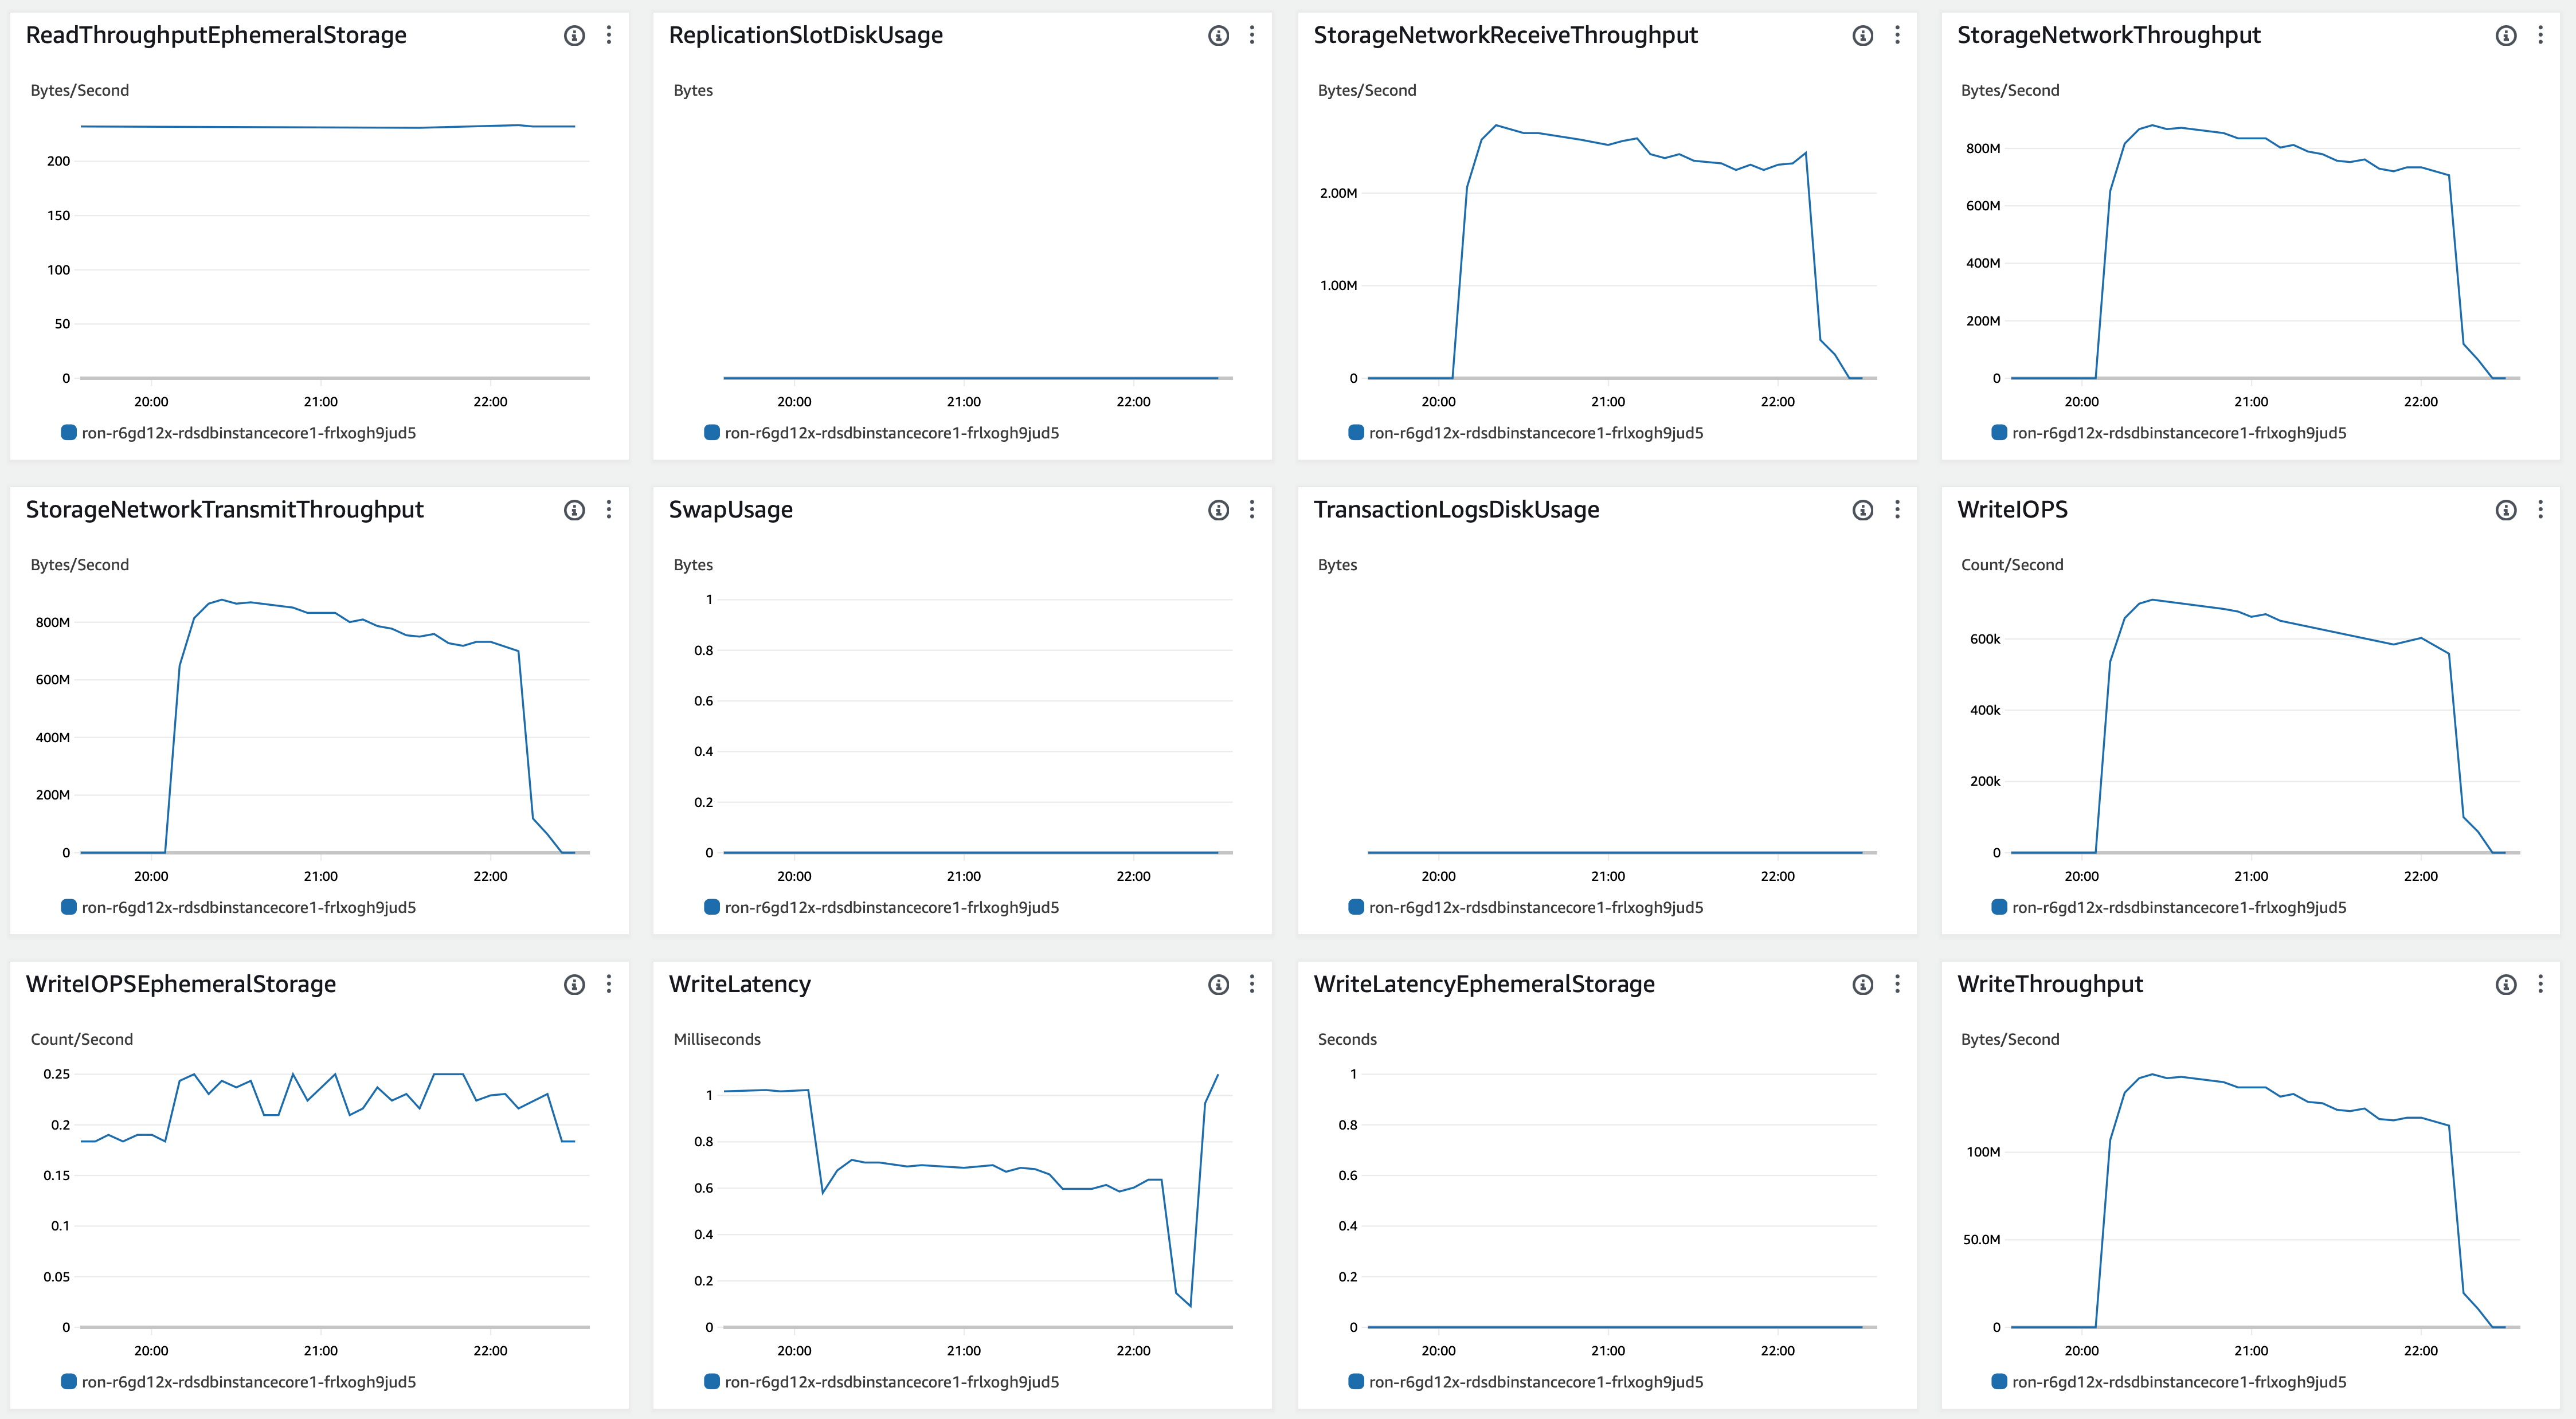 ReadThroughputEphemeralStorage
Bytes/Second
200
150
100
50
0
20:00 21:00 22:00
ron-r6gd12x-rdsdbinstancecore1-frlxogh9jud5
ReplicationSlotDiskUsage
Bytes
20:00 21:00 22:00
ron-r6gd12x-rdsdbinstancecore1-frlxogh9jud5
StorageNetworkReceiveThroughput
Bytes/Second
2.00M
1.00M
0
20:00 21:00 22:00
ron-r6gd12x-rdsdbinstancecore1-frlxogh9jud5
StorageNetworkThroughput
Bytes/Second
800M
600M
400M
200M
0
20:00 21:00 22:00
ron-r6gd12x-rdsdbinstancecore1-frlxogh9jud5
StorageNetworkTransmitThroughput
Bytes/Second
800M
600M
400M
200M
0
20:00 21:00 22:00
ron-r6gd12x-rdsdbinstancecore1-frlxogh9jud5
SwapUsage
Bytes
1
0.8
0.6
0.4
0.2
0
20:00 21:00 22:00
ron-r6gd12x-rdsdbinstancecore1-frlxogh9jud5
TransactionLogsDiskUsage
Bytes
20:00 21:00 22:00
ron-r6gd12x-rdsdbinstancecore1-frlxogh9jud5
WriteIOPS
Count/Second
600k
400k
200k
0
20:00 21:00 22:00
ron-r6gd12x-rdsdbinstancecore1-frlxogh9jud5
WriteIOPSEphemeralStorage
Count/Second
0.25
0.2
0.15
0.1
0.05
0
20:00 21:00 22:00
ron-r6gd12x-rdsdbinstancecore1-frlxogh9jud5
WriteLatency
Milliseconds
1
0.8
0.6
0.4
0.2
0
20:00 21:00 22:00
ron-r6gd12x-rdsdbinstancecore1-frlxogh9jud5
WriteLatencyEphemeralStorage
Seconds
1
0.8
0.6
0.4
0.2
0
20:00 21:00 22:00
ron-r6gd12x-rdsdbinstancecore1-frlxogh9jud5
WriteThroughput
Bytes/Second
100M
50.0M
0
20:00 21:00 22:00
ron-r6gd12x-rdsdbinstancecore1-frlxogh9jud5